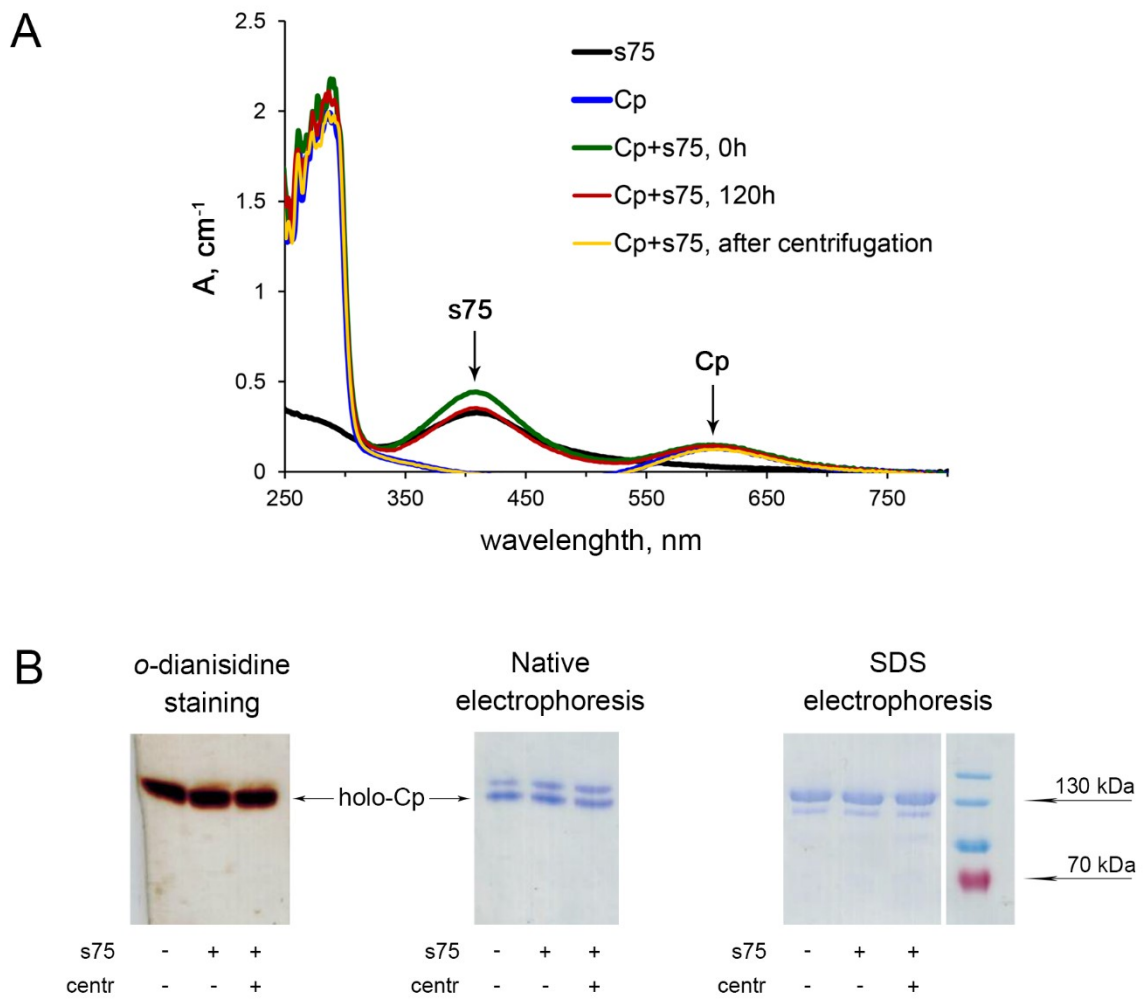 A
2.5
2
1.5
1
0.5
0
A, cm-1
250
350
450
550
650
750
wavelenghth, nm
s75
Cp
Cp+s75, 0h
Cp+s75, 120h
Cp+s75, after centrifugation
s75
Cp
B
o-dianisidine
staining
Native
electrophoresis
SDS
electrophoresis
holo-Cp
130 kDa
70 kDa
s75 - + + s75 - + + s75 - + +
centr - - + centr - - + centr - - +